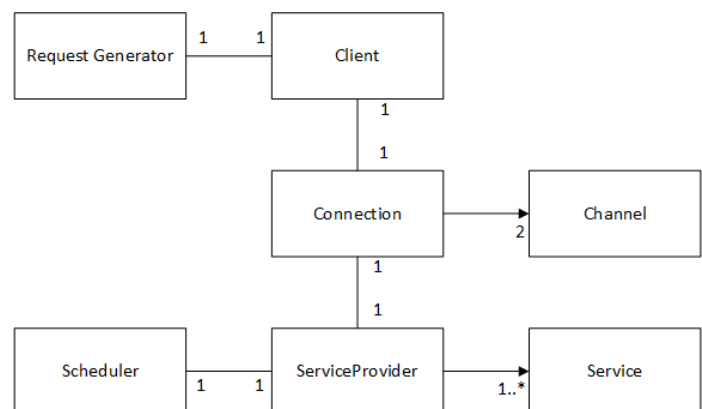 Request Generator
1
1
Client
1
1
Connection
2
Channel
1
1
Scheduler
1
1
ServiceProvider
1..*
Service